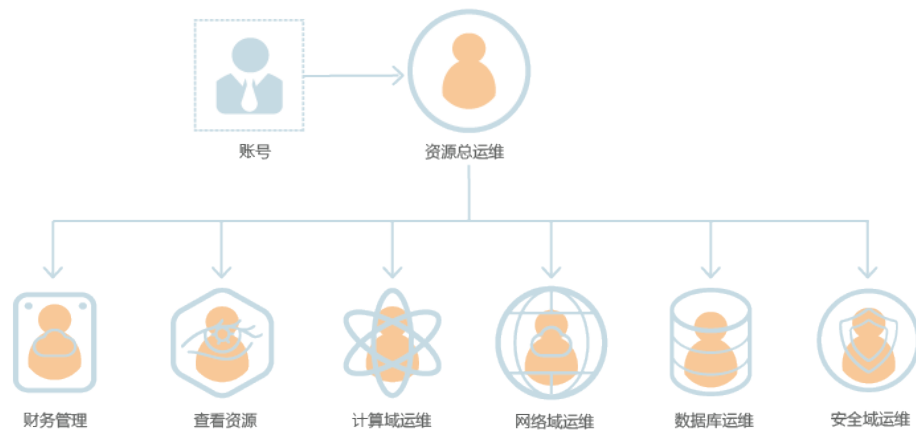 账号
资源总运维
财务管理
查看资源
计算域运维
网络域运维
数据库运维
安全域运维